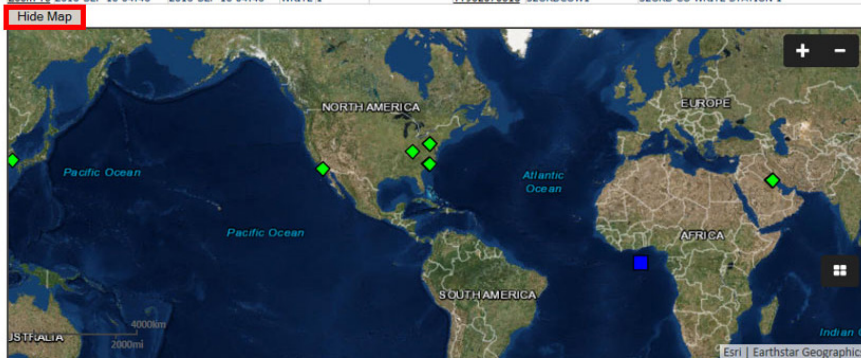 Hide Map
NORTH AMERICA
EUROPE
Pacific Ocean
Atlantic
Ocean
Pacific Ocean
AFRICA
SOUTH AMERICA
4000km
2000mi
STRALIA
Indian
Esri | Earthstar Geographic